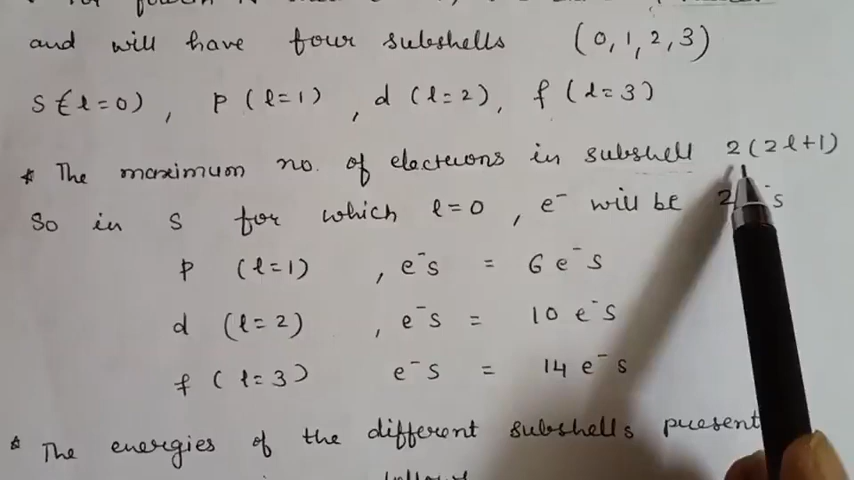 and will have four subshells (0, 1, 2, 3)
S (l=0), p (l=1), d (l=2), f (l=3)
* The maximum no. of electrons in subshell 2(2l+1)
So in S for which l=0, e⁻ will be 2 ⁻s
p (l=1), e⁻s = 6 e⁻s
d (l=2), e⁻s = 10 e⁻s
f (l=3) e⁻s = 14 e⁻s
* The energies of the different subshells present